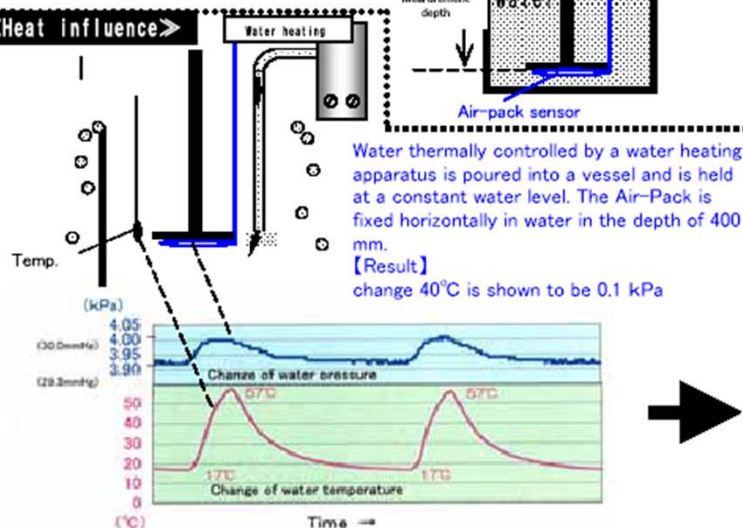 Heat influence≫
Water heating
depth
Air-pack sensor
Water thermally controlled by a water heating
apparatus is poured into a vessel and is held
at a constant water level. The Air-Pack is
fixed horizontally in water in the depth of 400
mm.
【Result】
change 40℃ is shown to be 0.1 kPa
Temp.
(kPa)
4.05
4.00
(30.0mmHg)
3.95
3.90
Change of water pressure
(29.3mmHg)
50
57℃
57℃
40
30
20
17℃
17℃
10
Change of water temperature
0
(℃)
Time →